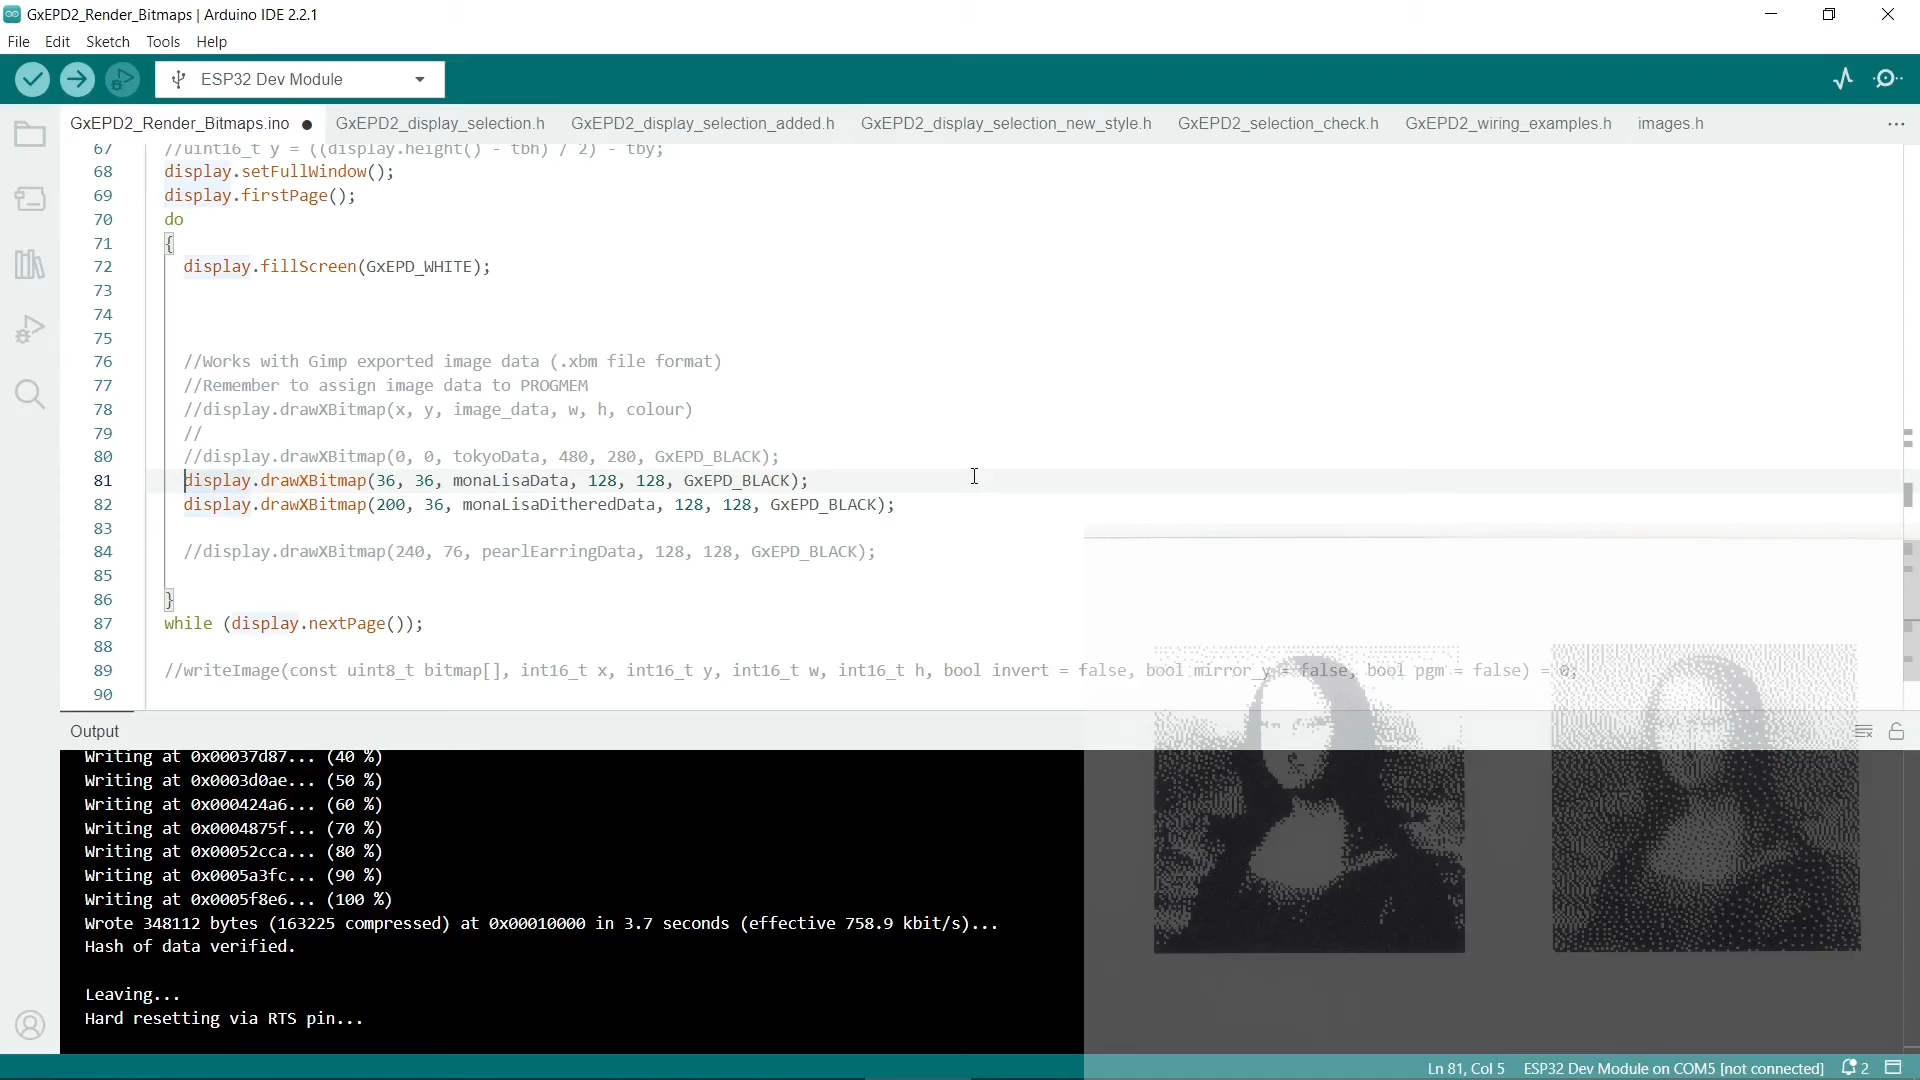 GxEPD2_Render_Bitmaps | Arduino IDE 2.2.1
File Edit Sketch Tools Help
ESP32 Dev Module
GxEPD2_Render_Bitmaps.ino GxEPD2_display_selection.h GxEPD2_display_selection_added.h GxEPD2_display_selection_new_style.h GxEPD2_selection_check.h GxEPD2_wiring_examples.h images.h
67 //uint16_t y = ((display.height() - tbh) / 2) - tby;
68 display.setFullWindow();
69 display.firstPage();
70 do
71 {
72 display.fillScreen(GxEPD_WHITE);
73
74
75
76 //Works with Gimp exported image data (.xbm file format)
77 //Remember to assign image data to PROGMEM
78 //display.drawXBitmap(x, y, image_data, w, h, colour)
79 //
80 //display.drawXBitmap(0, 0, tokyoData, 480, 280, GxEPD_BLACK);
81 display.drawXBitmap(36, 36, monaLisaData, 128, 128, GxEPD_BLACK);
82 display.drawXBitmap(200, 36, monaLisaDitheredData, 128, 128, GxEPD_BLACK);
83
84 //display.drawXBitmap(240, 76, pearlEarringData, 128, 128, GxEPD_BLACK);
85
86 }
87 while (display.nextPage());
88
89 //writeImage(const uint8_t bitmap[], int16_t x, int16_t y, int16_t w, int16_t h, bool invert = false, bool mirror_y = false, bool pgm = false) = 0;
90
Output
Writing at 0x00037d87... (40 %)
Writing at 0x0003d0ae... (50 %)
Writing at 0x000424a6... (60 %)
Writing at 0x0004875f... (70 %)
Writing at 0x00052cca... (80 %)
Writing at 0x0005a3fc... (90 %)
Writing at 0x0005f8e6... (100 %)
Wrote 348112 bytes (163225 compressed) at 0x00010000 in 3.7 seconds (effective 758.9 kbit/s)...
Hash of data verified.
Leaving...
Hard resetting via RTS pin...
Ln 81, Col 5 ESP32 Dev Module on COM5 [not connected] 2